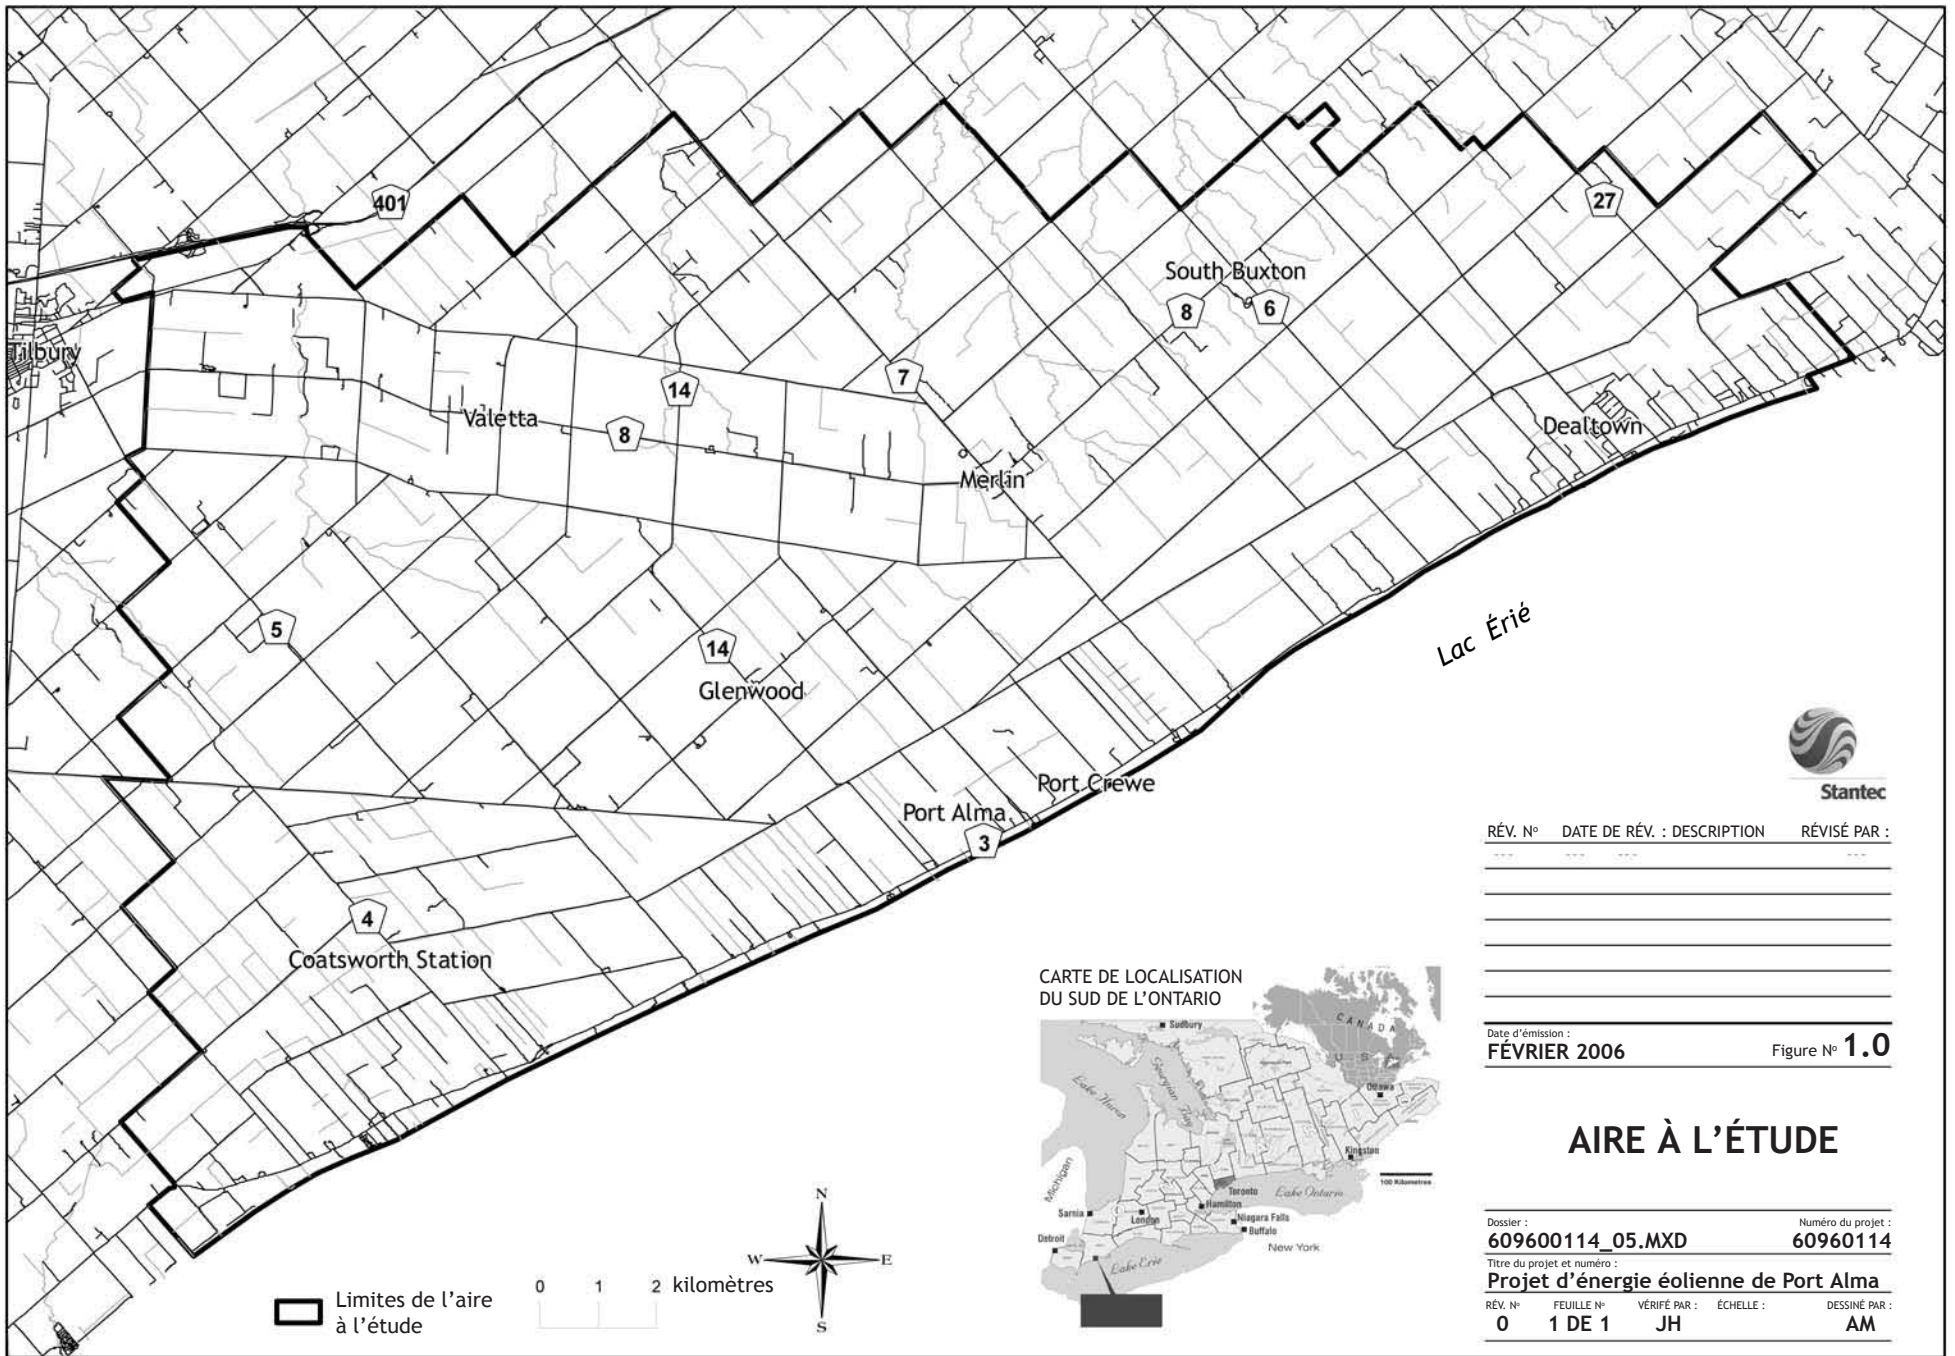 401
27
South Buxton
8
6
Tilbury
7
14
Valetta
8
Dealtown
Merlin
5
14
Glenwood
Lac Érié
Port Crewe
Port Alma
3
4
Coatsworth Station
Limites de l'aire
à l'étude
0 1 2 kilomètres
N
W E
S
CARTE DE LOCALISATION
DU SUD DE L'ONTARIO
CANADA
U S A
Sudbury
Georgian Bay
Lake Huron
Ottawa
Kingston
100 Kilometres
Michigan
Toronto
Lake Ontario
Hamilton
Sarnia
London
Niagara Falls
Buffalo
Detroit
New York
Lake Erie
Stantec
RÉV. Nº DATE DE RÉV. : DESCRIPTION RÉVISÉ PAR :
--- --- --- ---
Date d'émission :
FÉVRIER 2006
Figure Nº 1.0
AIRE À L'ÉTUDE
Dossier : Numéro du projet :
609600114_05.MXD 60960114
Titre du projet et numéro :
Projet d'énergie éolienne de Port Alma
RÉV. Nº FEUILLE Nº VÉRIFÉ PAR : ÉCHELLE : DESSINÉ PAR :
0 1 DE 1 JH AM